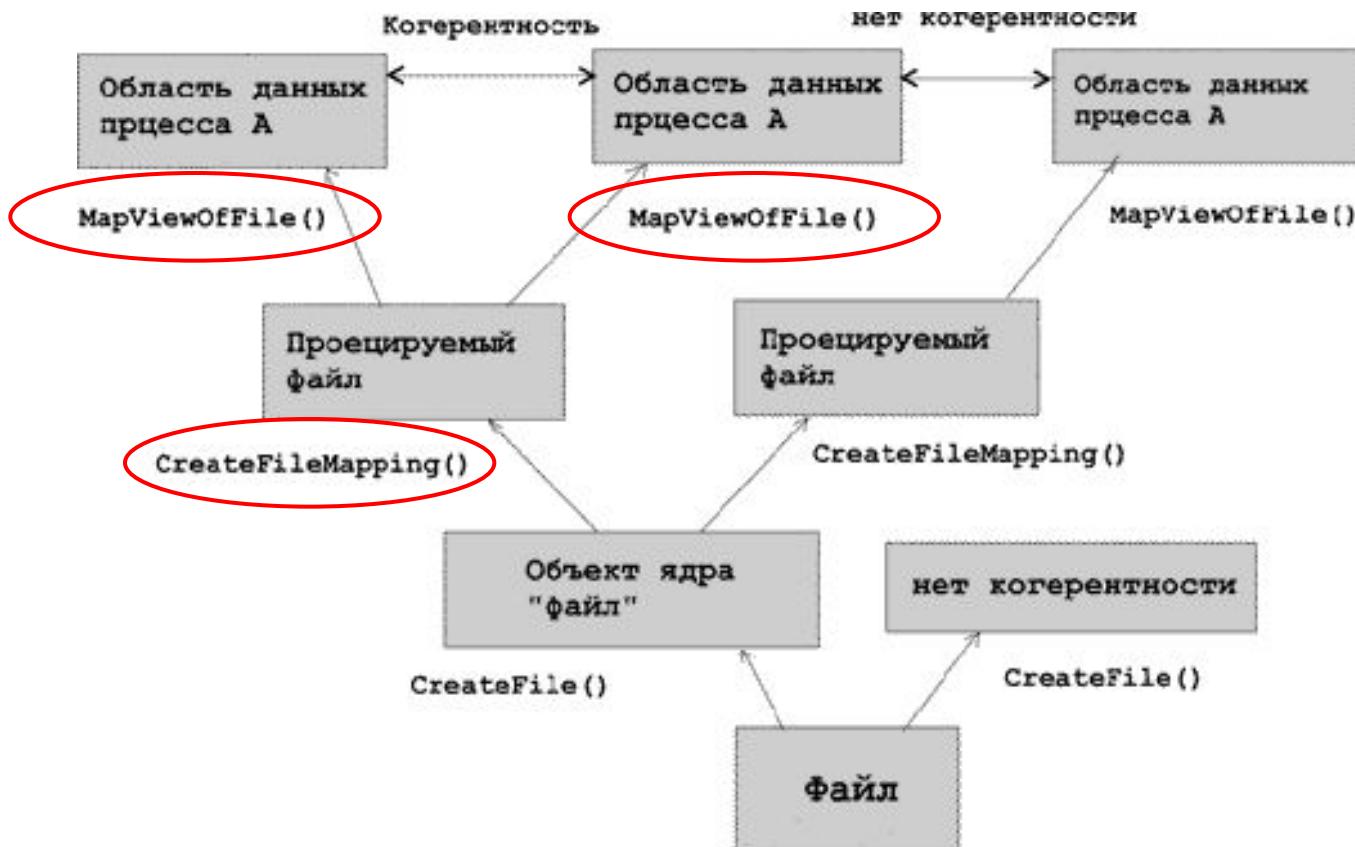 Когерентность
нет когерентности
Область данных
прцесса А
Область данных
прцесса А
Область данных
прцесса А
MapViewOfFile()
MapViewOfFile()
MapViewOfFile()
Проецируемый
файл
Проецируемый
файл
CreateFileMapping()
CreateFileMapping()
Объект ядра
"файл"
нет когерентности
CreateFile()
CreateFile()
Файл